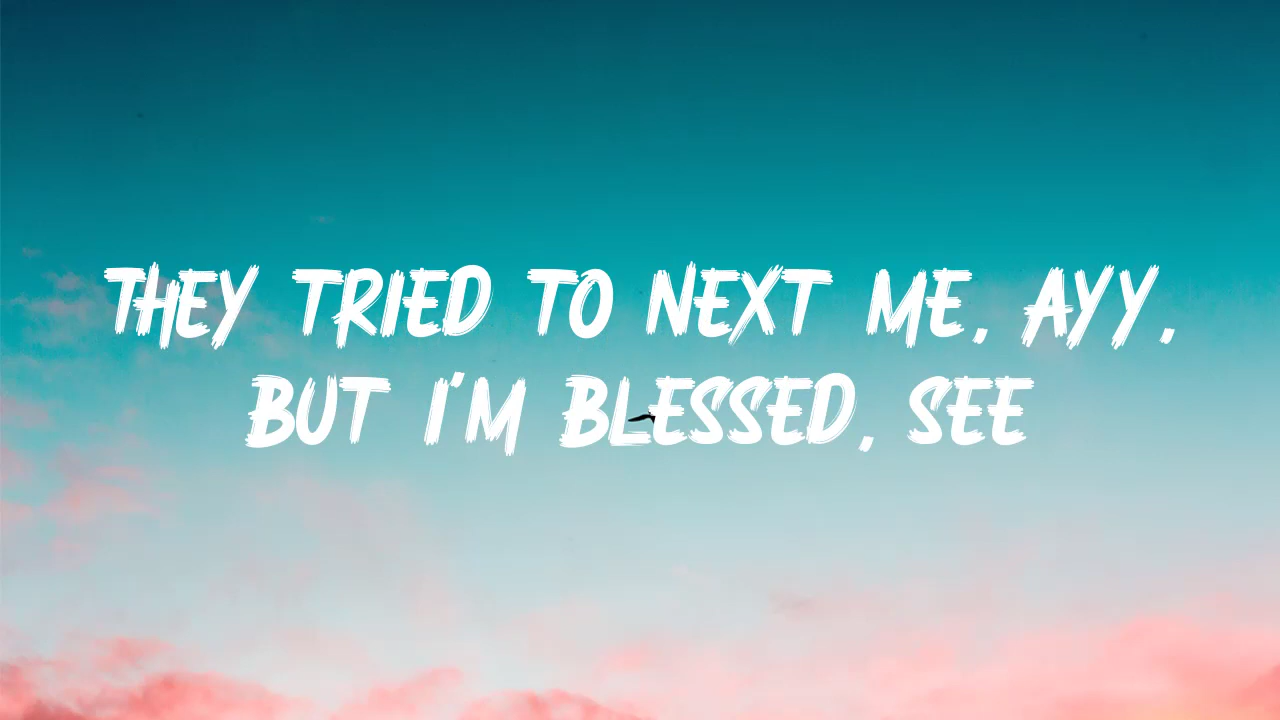 THEY TRIED TO NEXT ME, AYY,
BUT I'M BLESSED, SEE